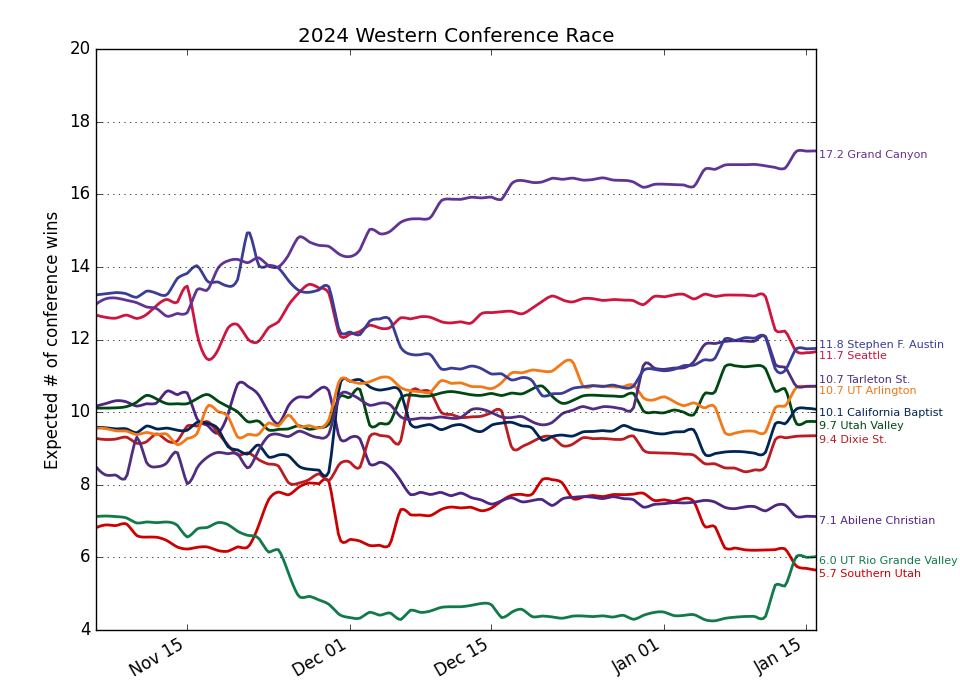 2024 Western Conference Race
Expected # of conference wins
20
18
16
14
12
10
8
6
4
17.2 Grand Canyon
11.8 Stephen F. Austin
11.7 Seattle
10.7 Tarleton St.
10.7 UT Arlington
10.1 California Baptist
9.7 Utah Valley
9.4 Dixie St.
7.1 Abilene Christian
6.0 UT Rio Grande Valley
5.7 Southern Utah
Nov 15
Dec 01
Dec 15
Jan 01
Jan 15